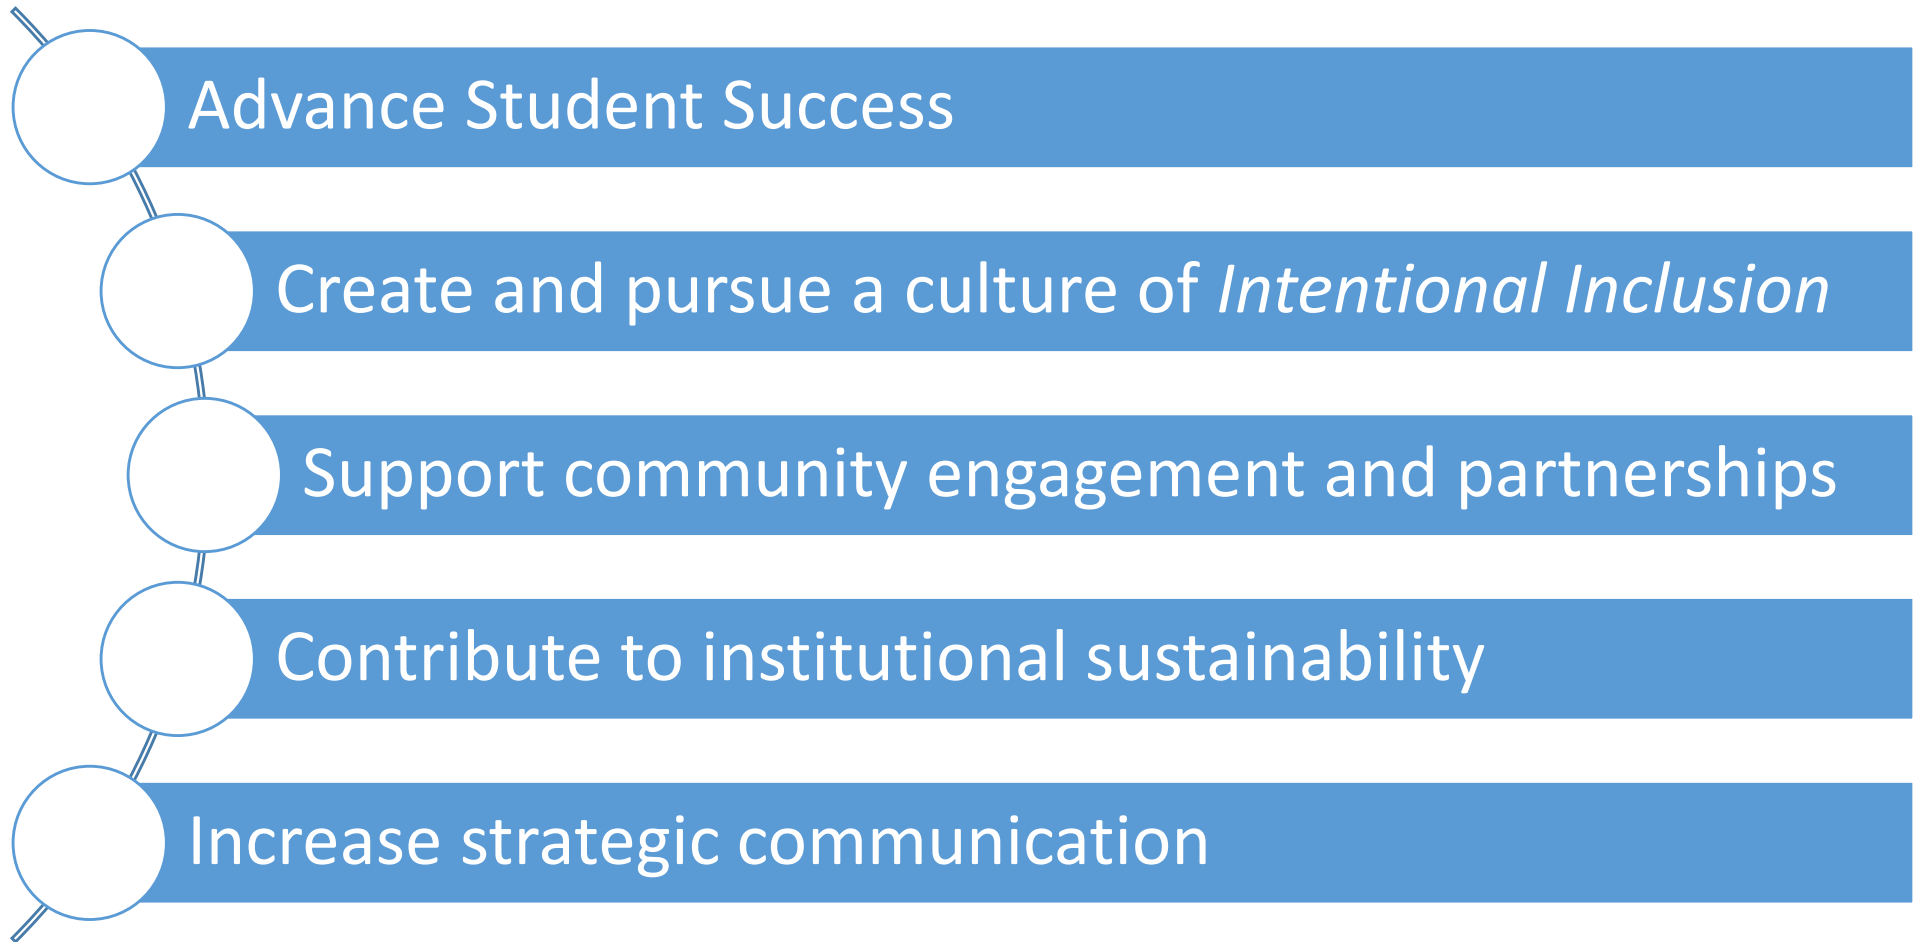 Advance Student Success
Create and pursue a culture of Intentional Inclusion
Support community engagement and partnerships
Contribute to institutional sustainability
Increase strategic communication